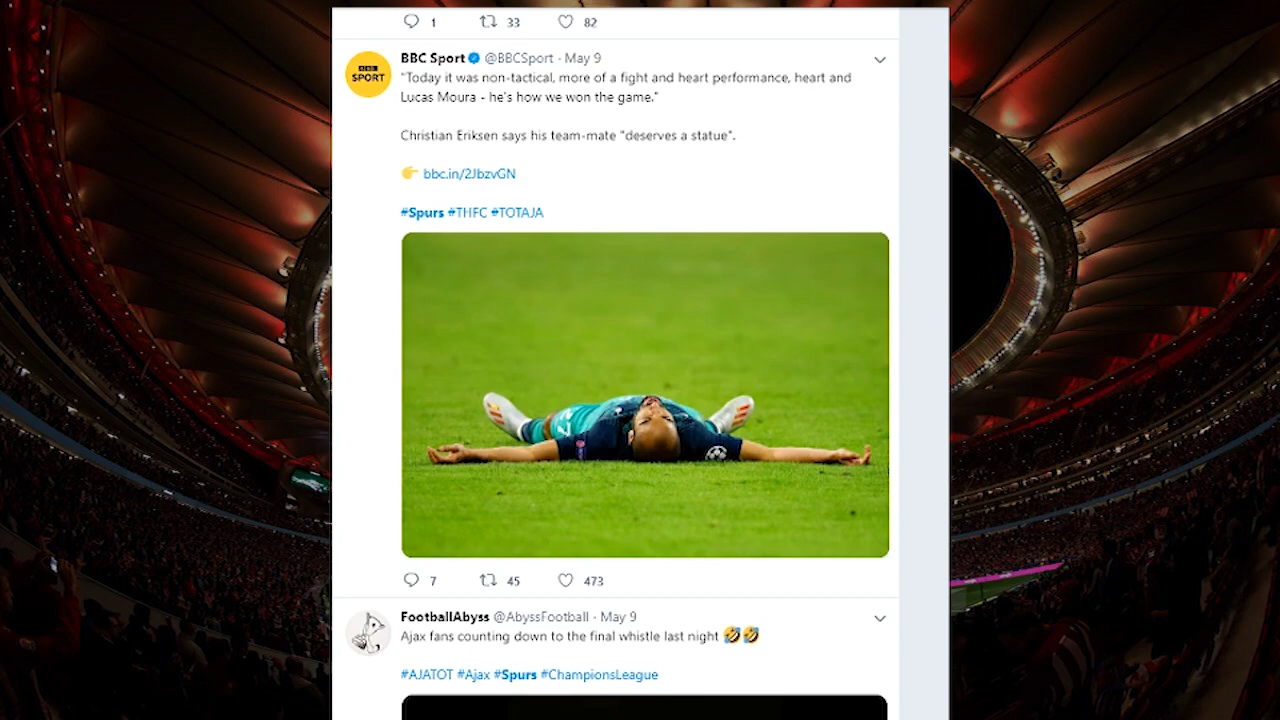 1 33 82
BBC Sport @BBCSport · May 9
"Today it was non-tactical, more of a fight and heart performance, heart and
Lucas Moura - he's how we won the game."
Christian Eriksen says his team-mate "deserves a statue".
👉 bbc.in/2JbzvGN
#Spurs #THFC #TOTAJA
BBC
SPORT
7 45 473
FootballAbyss @AbyssFootball · May 9
Ajax fans counting down to the final whistle last night 🤣🤣
#AJATOT #Ajax #Spurs #ChampionsLeague